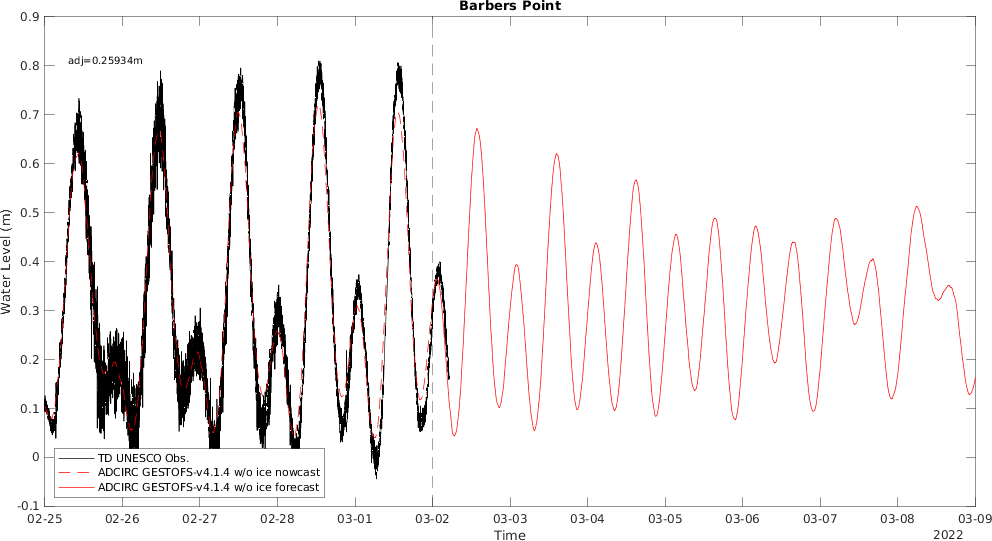 Barbers Point
0.9
0.8
0.7
0.6
0.5
0.4
0.3
0.2
0.1
0
-0.1
Water Level (m)
adj=0.25934m
TD UNESCO Obs.
ADCIRC GESTOFS-v4.1.4 w/o ice nowcast
ADCIRC GESTOFS-v4.1.4 w/o ice forecast
02-25 02-26 02-27 02-28 03-01 03-02 03-03 03-04 03-05 03-06 03-07 03-08 03-09
Time
2022